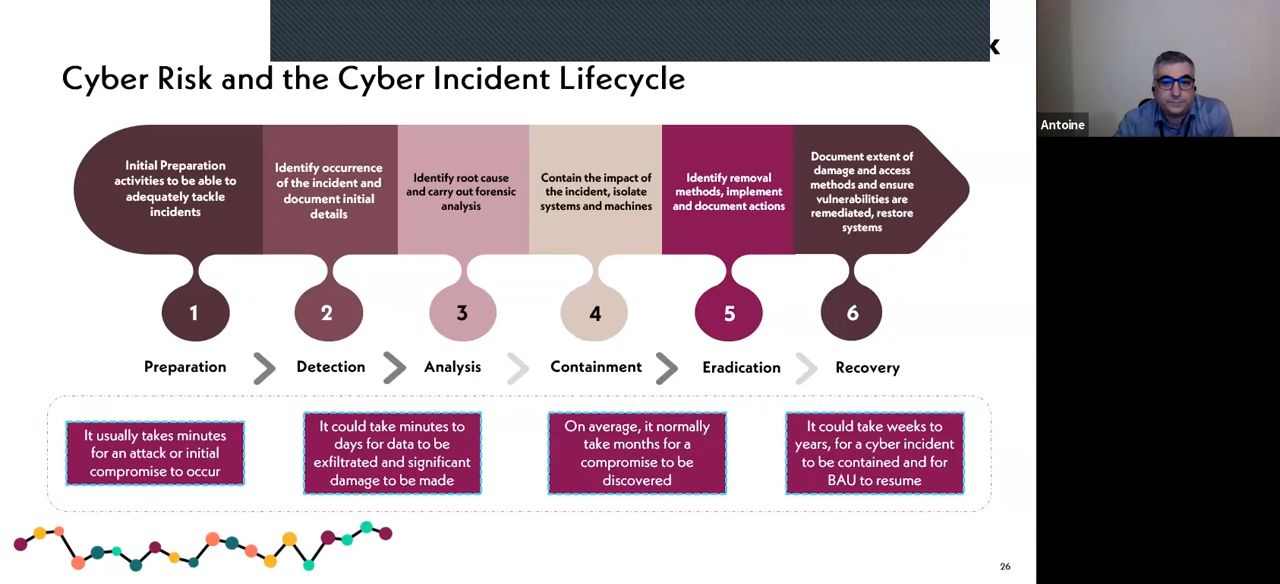 Cyber Risk and the Cyber Incident Lifecycle
Antoine
Initial Preparation
activities to be able to
adequately tackle
incidents
Identify occurrence
of the incident and
document initial
details
Identify root cause
and carry out forensic
analysis
Contain the impact of
the incident, isolate
systems and machines
Identify removal
methods, implement
and document actions
Document extent of
damage and access
methods and ensure
vulnerabilities are
remediated, restore
systems
1
2
3
4
5
6
Preparation
Detection
Analysis
Containment
Eradication
Recovery
It usually takes minutes
for an attack or initial
compromise to occur
It could take minutes to
days for data to be
exfiltrated and significant
damage to be made
On average, it normally
take months for a
compromise to be
discovered
It could take weeks to
years, for a cyber incident
to be contained and for
BAU to resume
26